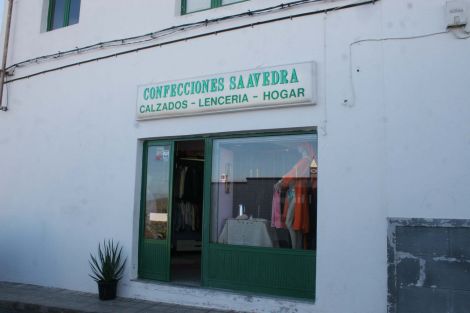 CONFECCIONES SAAVEDRA
CALZADOS - LENCERIA - HOGAR